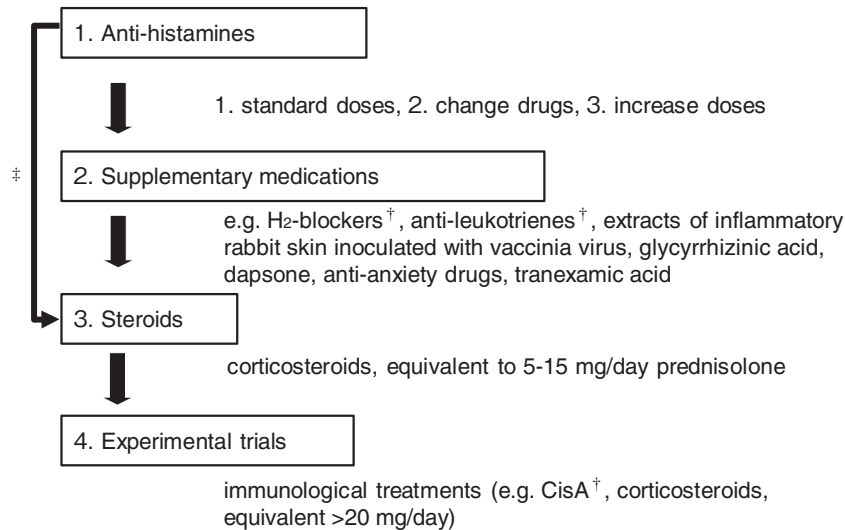 1. Anti-histamines
1. standard doses, 2. change drugs, 3. increase doses
‡
2. Supplementary medications
e.g. H2-blockers†, anti-leukotrienes†, extracts of inflammatory
rabbit skin inoculated with vaccinia virus, glycyrrhizinic acid,
dapsone, anti-anxiety drugs, tranexamic acid
3. Steroids
corticosteroids, equivalent to 5-15 mg/day prednisolone
4. Experimental trials
immunological treatments (e.g. CisA†, corticosteroids,
equivalent >20 mg/day)